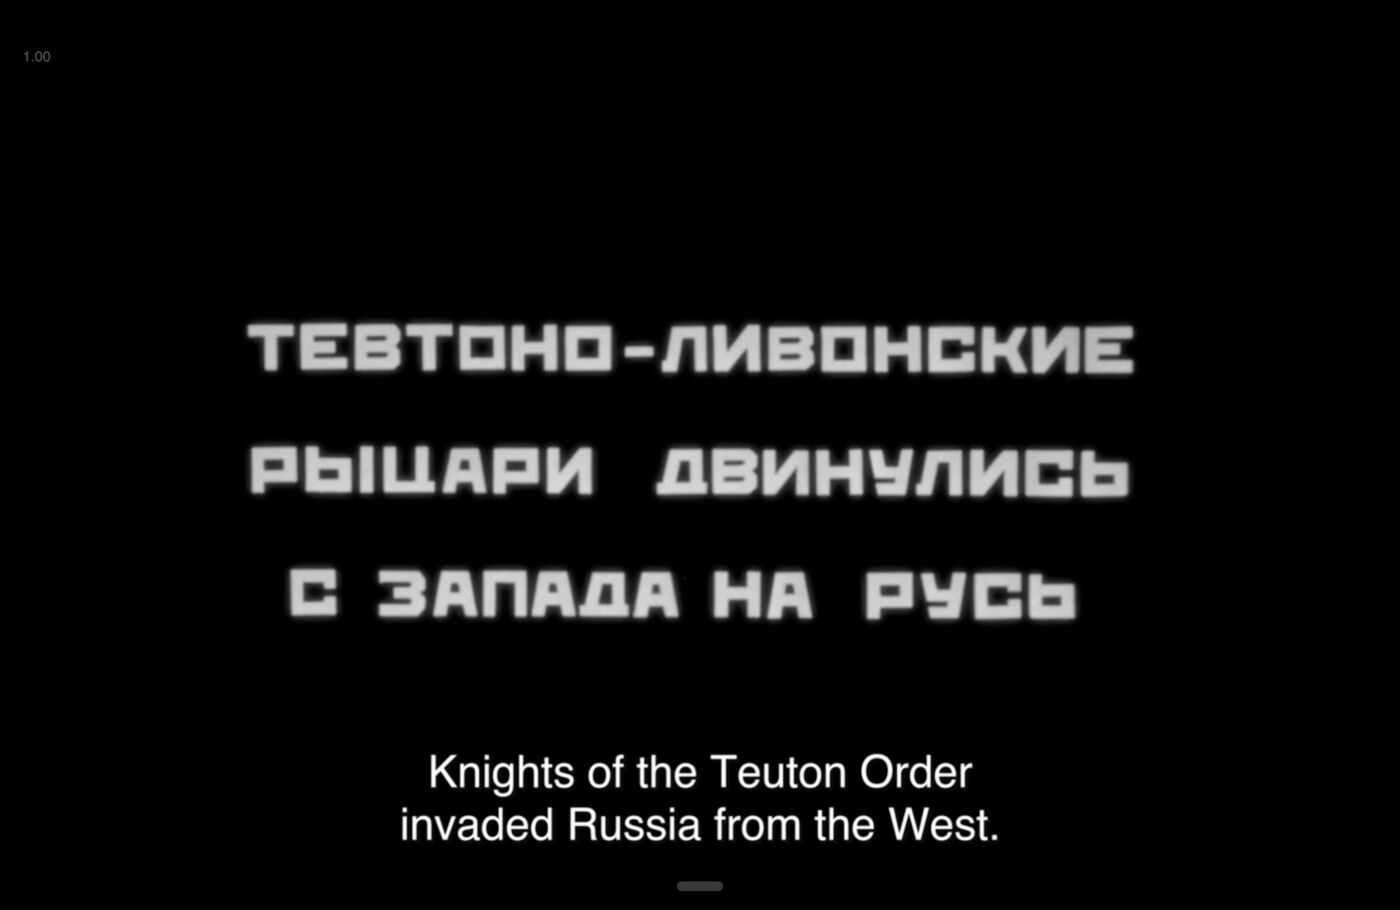 1.00
ТЕВТОНО-ЛИВОНСКИЕ
РЫЦАРИ ДВИНУЛИСЬ
С ЗАПАДА НА РУСЬ
Knights of the Teuton Order
invaded Russia from the West.